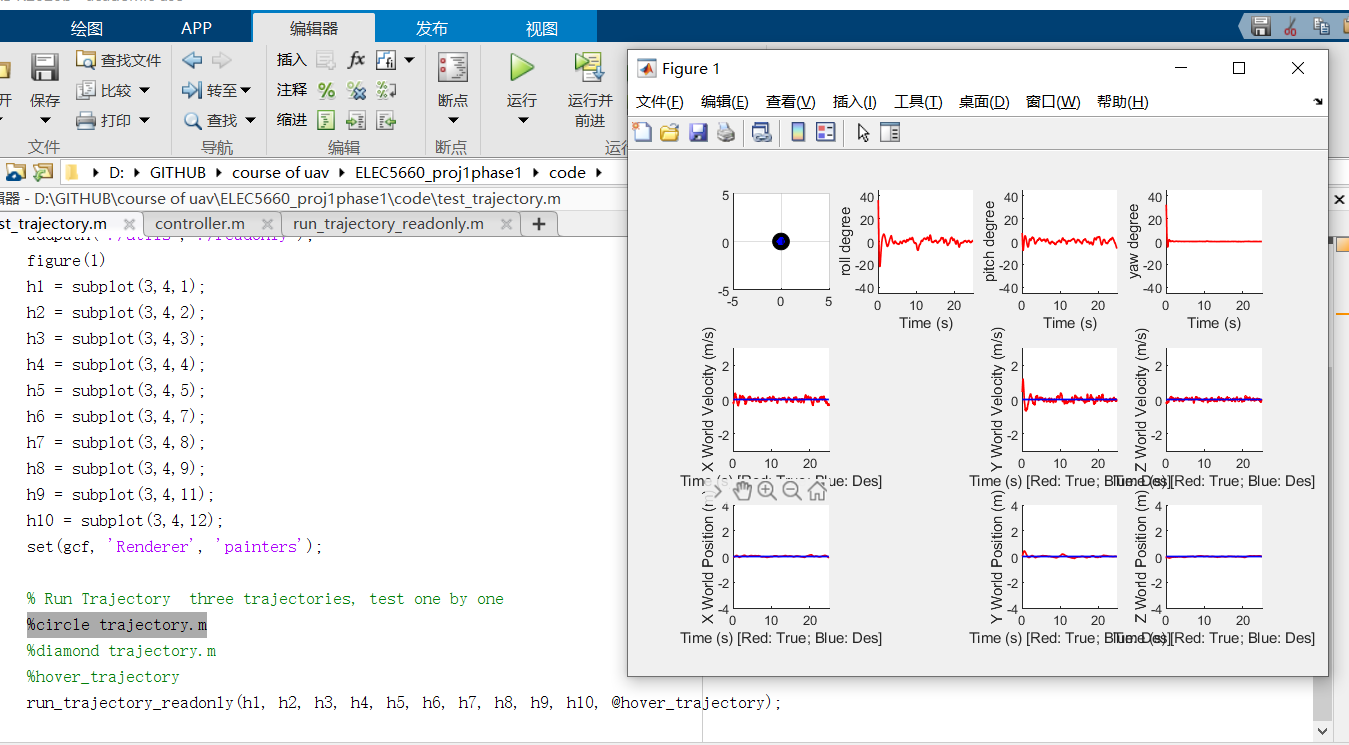 绘图 APP 编辑器 发布 视图
查找文件 插入 fx
保存 比较 转至 注释 断点 运行 运行并
打印 查找 缩进 前进
文件 导航 编辑 断点
D: GITHUB course of uav ELEC5660_proj1phase1 code
- D:\GITHUB\course of uav\ELEC5660_proj1phase1\code\test_trajectory.m
st_trajectory.m controller.m run_trajectory_readonly.m +
figure(1)
h1 = subplot(3,4,1);
h2 = subplot(3,4,2);
h3 = subplot(3,4,3);
h4 = subplot(3,4,4);
h5 = subplot(3,4,5);
h6 = subplot(3,4,7);
h7 = subplot(3,4,8);
h8 = subplot(3,4,9);
h9 = subplot(3,4,11);
h10 = subplot(3,4,12);
set(gcf, 'Renderer', 'painters');
% Run Trajectory  three trajectories, test one by one
%circle trajectory.m
%diamond trajectory.m
%hover_trajectory
run_trajectory_readonly(h1, h2, h3, h4, h5, h6, h7, h8, h9, h10, @hover_trajectory);
Figure 1
文件(F) 编辑(E) 查看(V) 插入(I) 工具(T) 桌面(D) 窗口(W) 帮助(H)
5
0
-5
-5 0 5
roll degree
40
20
0
-20
-40
0 10 20
Time (s)
pitch degree
40
20
0
-20
-40
0 10 20
Time (s)
yaw degree
40
20
0
-20
-40
0 10 20
Time (s)
X World Velocity (m/s)
2
0
-2
0 10 20
Time (s) [Red: True; Blue: Des]
Y World Velocity (m/s)
2
0
-2
0 10 20
Time (s) [Red: True; Blue: Des]
Z World Velocity (m/s)
2
0
-2
0 10 20
Time (s) [Red: True; Blue: Des]
X World Position (m)
4
2
0
-2
-4
0 10 20
Time (s) [Red: True; Blue: Des]
Y World Position (m)
4
2
0
-2
-4
0 10 20
Time (s) [Red: True; Blue: Des]
Z World Position (m)
4
2
0
-2
-4
0 10 20
Time (s) [Red: True; Blue: Des]